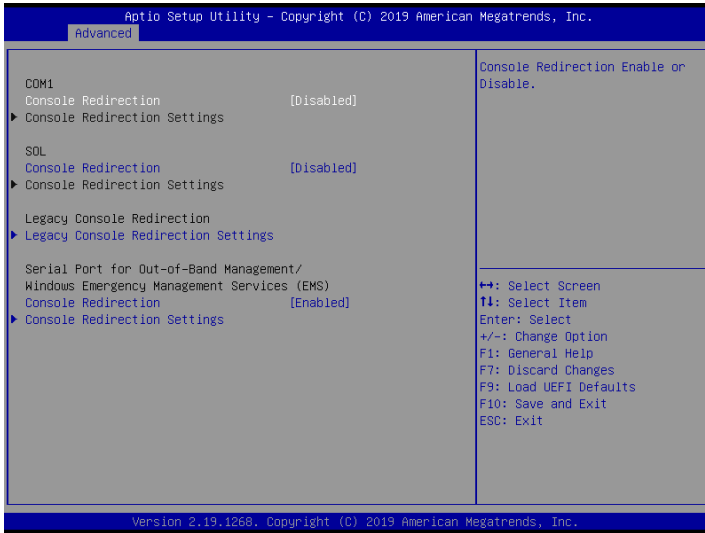 Aptio Setup Utility – Copyright (C) 2019 American Megatrends, Inc.
Advanced
COM1
Console Redirection [Disabled]
▶ Console Redirection Settings
SOL
Console Redirection [Disabled]
▶ Console Redirection Settings
Legacy Console Redirection
▶ Legacy Console Redirection Settings
Serial Port for Out-of-Band Management/
Windows Emergency Management Services (EMS)
Console Redirection [Enabled]
▶ Console Redirection Settings
Console Redirection Enable or
Disable.
↔: Select Screen
↑↓: Select Item
Enter: Select
+/-: Change Option
F1: General Help
F7: Discard Changes
F9: Load UEFI Defaults
F10: Save and Exit
ESC: Exit
Version 2.19.1268. Copyright (C) 2019 American Megatrends, Inc.